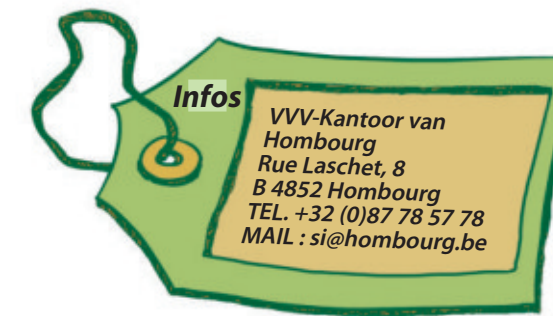 Infos
VVV-Kantoor van
Hombourg
Rue Laschet, 8
B 4852 Hombourg
TEL. +32 (0)87 78 57 78
MAIL : si@hombourg.be